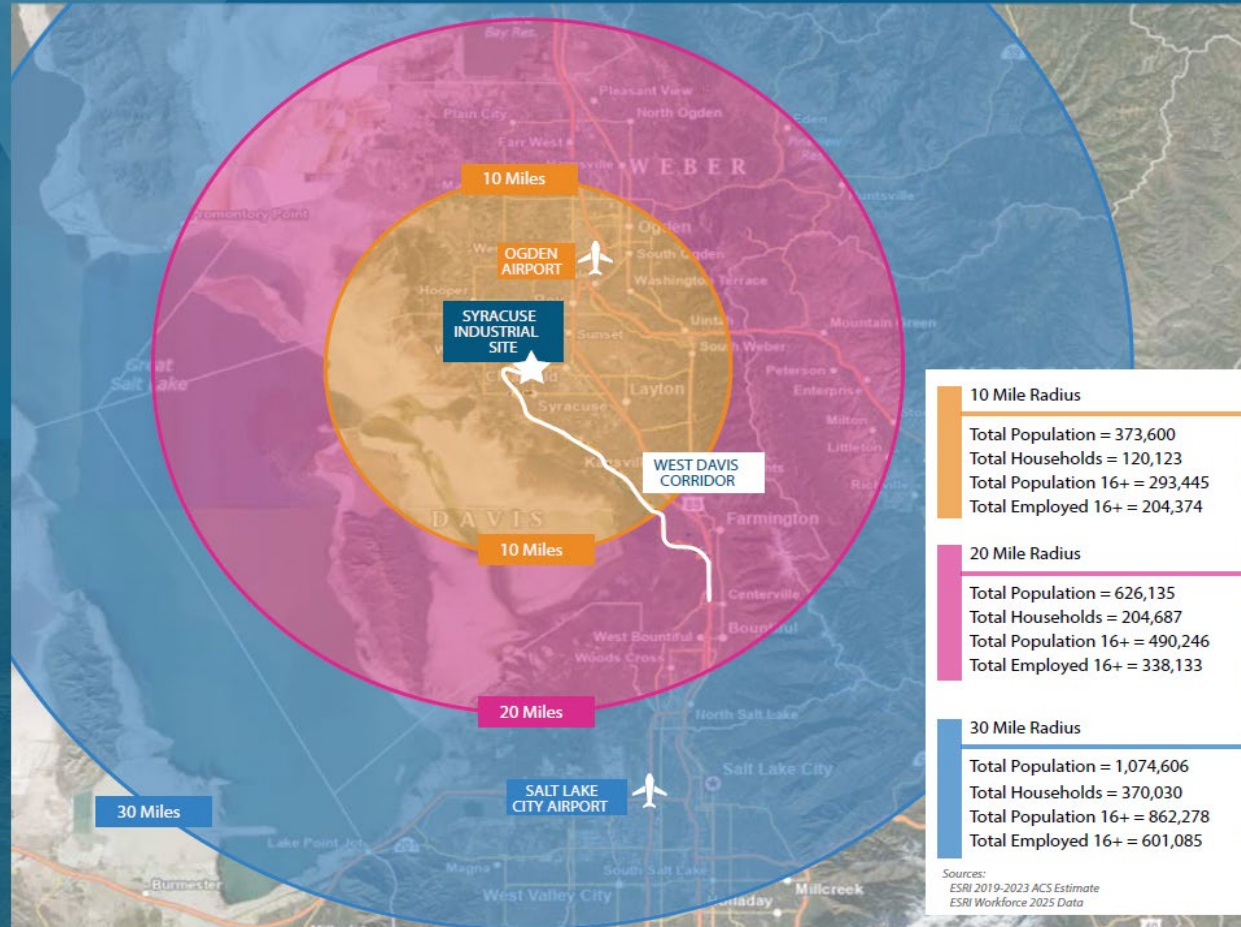 Bay Res.
Pleasant View
Plain City
North Ogden
Eden
Farr West
WEBER
10 Miles
Promontory Point
Ogden
OGDEN
AIRPORT
South Ogden
Washington Terrace
Hooper
SYRACUSE
INDUSTRIAL
SITE
Sunset
Uintah
Mountain Green
South Weber
Great
Salt Lake
Peterson
Enterprise
Layton
Syracuse
Milton
Littleton
WEST DAVIS
CORRIDOR
DAVIS
Farmington
10 Miles
Centerville
West Bountiful
Bountiful
Woods Cross
20 Miles
North Salt Lake
Salt Lake City
SALT LAKE
CITY AIRPORT
30 Miles
Lake Point Jct
Magna
South Salt Lake
West Valley City
Burmester
Millcreek
10 Mile Radius
Total Population = 373,600
Total Households = 120,123
Total Population 16+ = 293,445
Total Employed 16+ = 204,374
20 Mile Radius
Total Population = 626,135
Total Households = 204,687
Total Population 16+ = 490,246
Total Employed 16+ = 338,133
30 Mile Radius
Total Population = 1,074,606
Total Households = 370,030
Total Population 16+ = 862,278
Total Employed 16+ = 601,085
Sources:
ESRI 2019-2023 ACS Estimate
ESRI Workforce 2025 Data